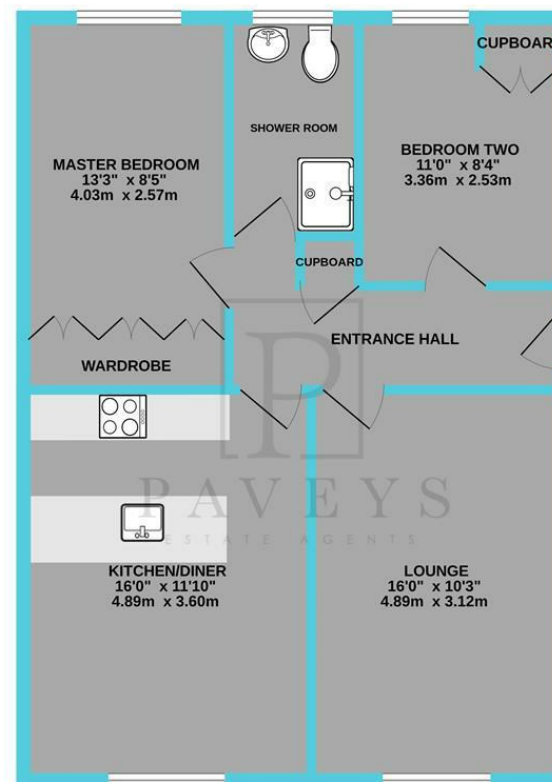 CUPBOAR
SHOWER ROOM
MASTER BEDROOM
13'3" x 8'5"
4.03m x 2.57m
BEDROOM TWO
11'0" x 8'4"
3.36m x 2.53m
CUPBOARD
ENTRANCE HALL
WARDROBE
P
PAVEYS
ESTATE AGENTS
KITCHEN/DINER
16'0" x 11'10"
4.89m x 3.60m
LOUNGE
16'0" x 10'3"
4.89m x 3.12m